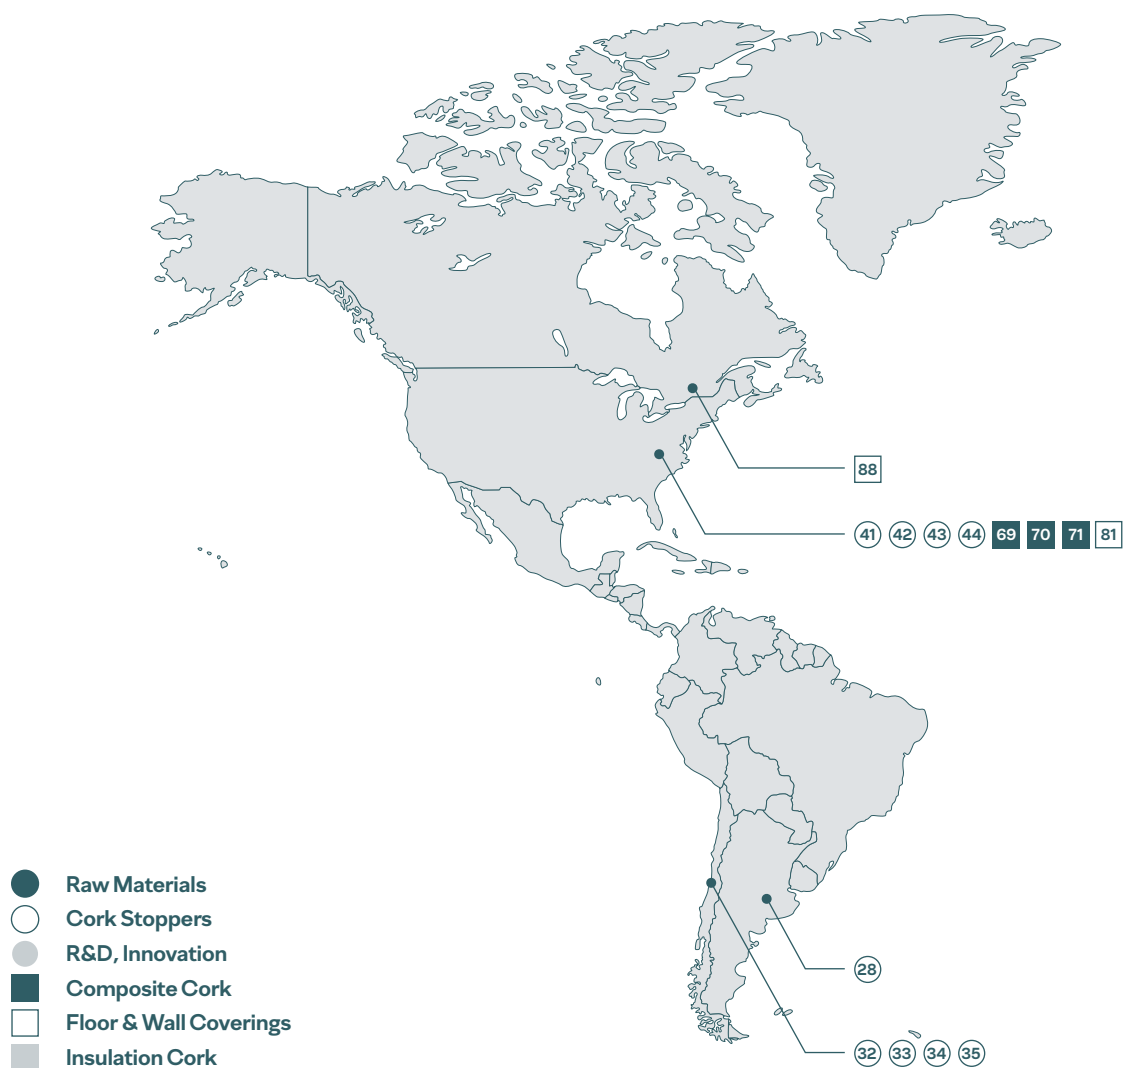 88
41 42 43 44 69 70 71 81
Raw Materials
Cork Stoppers
R&D, Innovation
28
Composite Cork
Floor & Wall Coverings
32 33 34 35
Insulation Cork